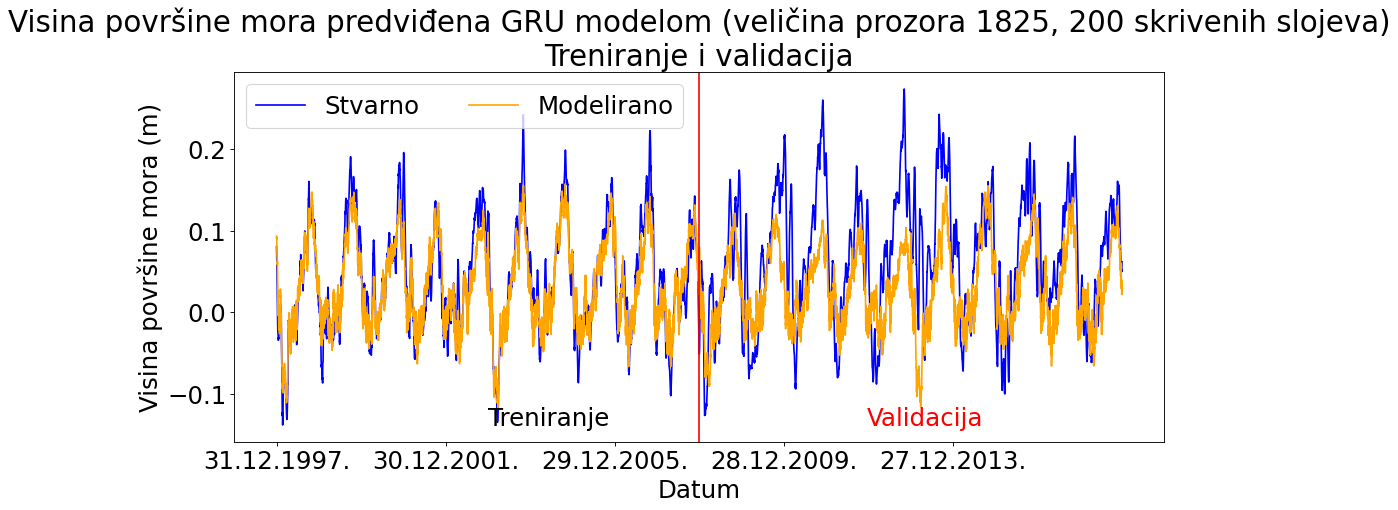 Visina površine mora predviđena GRU modelom (veličina prozora 1825, 200 skrivenih slojeva)
Treniranje i validacija
Stvarno Modelirano
Visina površine mora (m)
0.2
0.1
0.0
−0.1
Treniranje Validacija
31.12.1997. 30.12.2001. 29.12.2005. 28.12.2009. 27.12.2013.
Datum